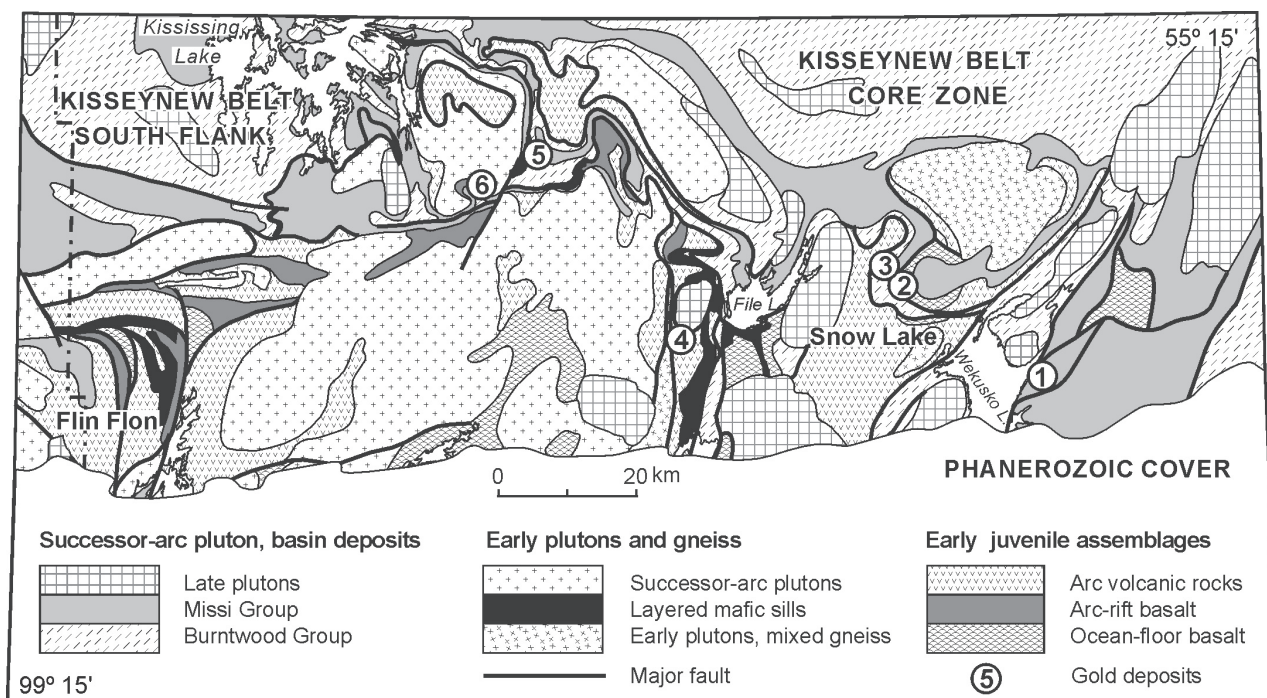 Kississing
Lake
55º 15'
KISSEYNEW BELT
CORE ZONE
KISSEYNEW BELT
SOUTH FLANK
5
6
3
2
File L.
4
Snow Lake
Wekusko L.
1
Flin Flon
0 20 km
PHANEROZOIC COVER
Successor-arc pluton, basin deposits
Late plutons
Missi Group
Burntwood Group
Early plutons and gneiss
Successor-arc plutons
Layered mafic sills
Early plutons, mixed gneiss
Major fault
Early juvenile assemblages
Arc volcanic rocks
Arc-rift basalt
Ocean-floor basalt
5 Gold deposits
99º 15'